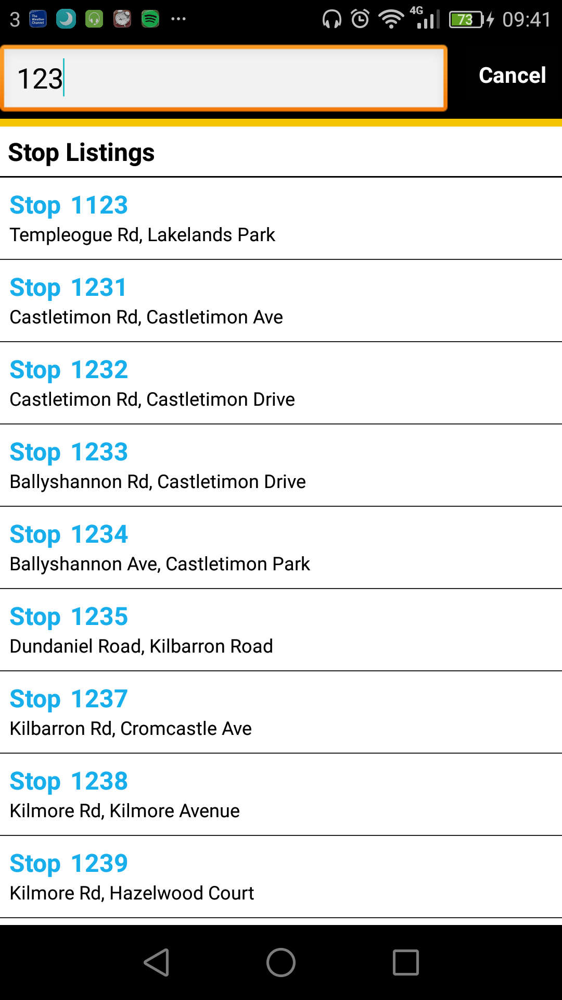 3 The Weather Channel ... 4G 73 09:41
123 Cancel
Stop Listings
Stop 1123
Templeogue Rd, Lakelands Park
Stop 1231
Castletimon Rd, Castletimon Ave
Stop 1232
Castletimon Rd, Castletimon Drive
Stop 1233
Ballyshannon Rd, Castletimon Drive
Stop 1234
Ballyshannon Ave, Castletimon Park
Stop 1235
Dundaniel Road, Kilbarron Road
Stop 1237
Kilbarron Rd, Cromcastle Ave
Stop 1238
Kilmore Rd, Kilmore Avenue
Stop 1239
Kilmore Rd, Hazelwood Court